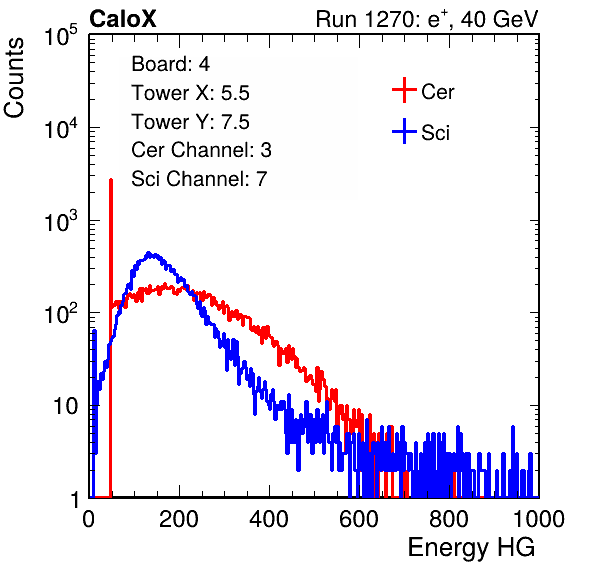 CaloX Run 1270: e⁺, 40 GeV
Counts
Board: 4
Tower X: 5.5
Tower Y: 7.5
Cer Channel: 3
Sci Channel: 7
Cer
Sci
10⁵
10⁴
10³
10²
10
1
0 200 400 600 800 1000
Energy HG